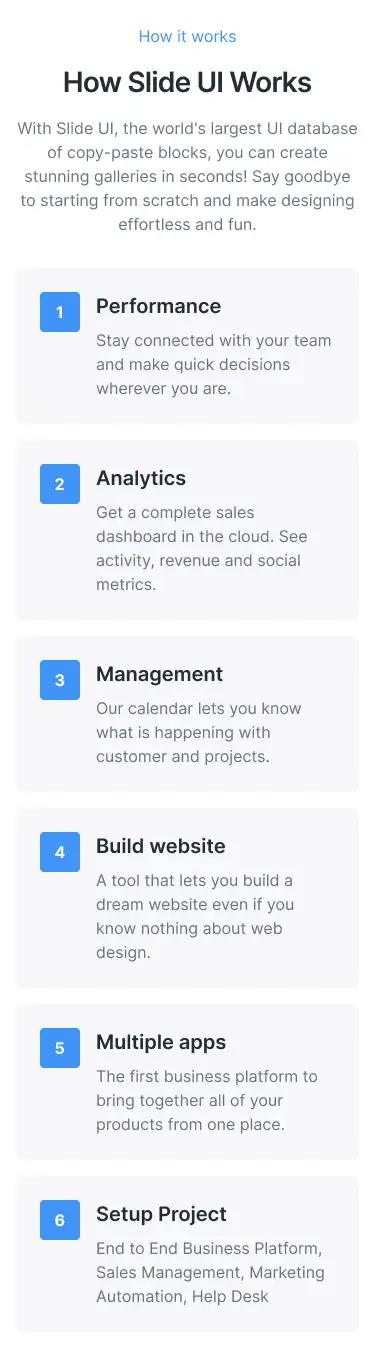 How it works
How Slide UI Works
With Slide UI, the world's largest UI database
of copy-paste blocks, you can create
stunning galleries in seconds! Say goodbye
to starting from scratch and make designing
effortless and fun.
1
Performance
Stay connected with your team
and make quick decisions
wherever you are.
2
Analytics
Get a complete sales
dashboard in the cloud. See
activity, revenue and social
metrics.
3
Management
Our calendar lets you know
what is happening with
customer and projects.
4
Build website
A tool that lets you build a
dream website even if you
know nothing about web
design.
5
Multiple apps
The first business platform to
bring together all of your
products from one place.
6
Setup Project
End to End Business Platform,
Sales Management, Marketing
Automation, Help Desk